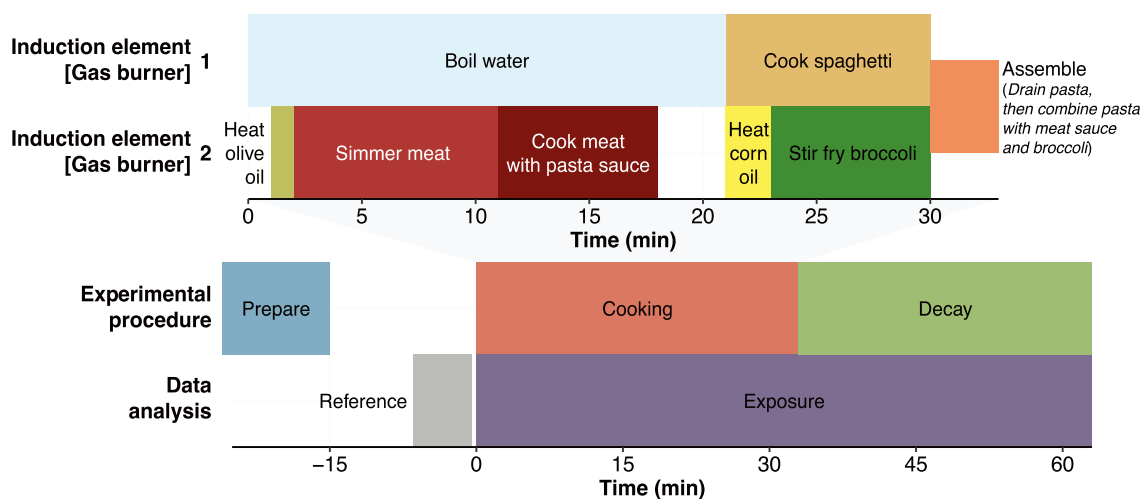 Induction element
[Gas burner] 1
Boil water
Cook spaghetti
Assemble
(Drain pasta,
then combine pasta
with meat sauce
and broccoli)
Induction element
[Gas burner] 2
Heat
olive
oil
Simmer meat
Cook meat
with pasta sauce
Heat
corn
oil
Stir fry broccoli
0 5 10 15 20 25 30
Time (min)
Experimental
procedure
Prepare
Cooking
Decay
Data
analysis
Reference
Exposure
−15 0 15 30 45 60
Time (min)